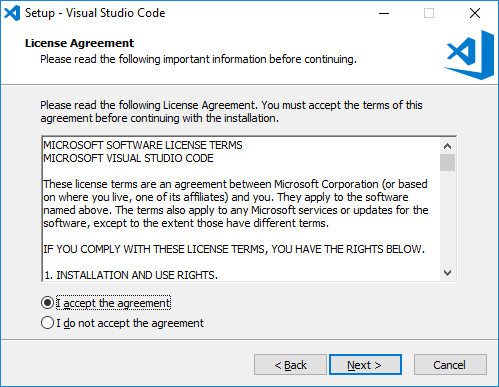 Setup - Visual Studio Code
License Agreement
Please read the following important information before continuing.
Please read the following License Agreement. You must accept the terms of this
agreement before continuing with the installation.
MICROSOFT SOFTWARE LICENSE TERMS
MICROSOFT VISUAL STUDIO CODE
These license terms are an agreement between Microsoft Corporation (or based
on where you live, one of its affiliates) and you. They apply to the software
named above. The terms also apply to any Microsoft services or updates for the
software, except to the extent those have different terms.
IF YOU COMPLY WITH THESE LICENSE TERMS, YOU HAVE THE RIGHTS BELOW.
1. INSTALLATION AND USE RIGHTS.
I accept the agreement
I do not accept the agreement
< Back
Next >
Cancel